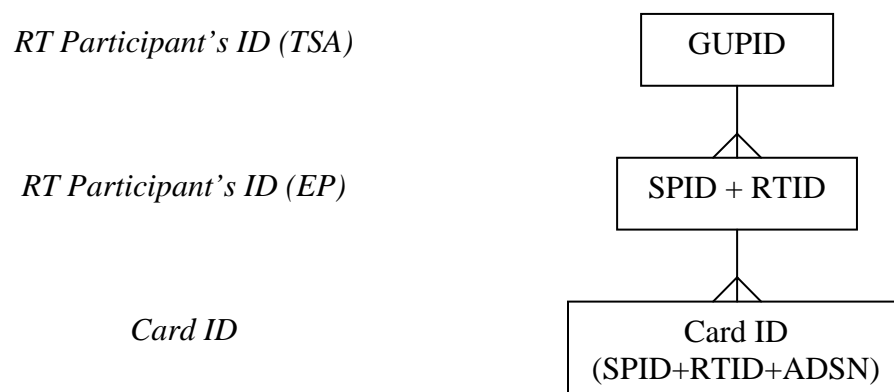 RT Participant's ID (TSA)
GUPID
RT Participant's ID (EP)
SPID + RTID
Card ID
Card ID
(SPID+RTID+ADSN)